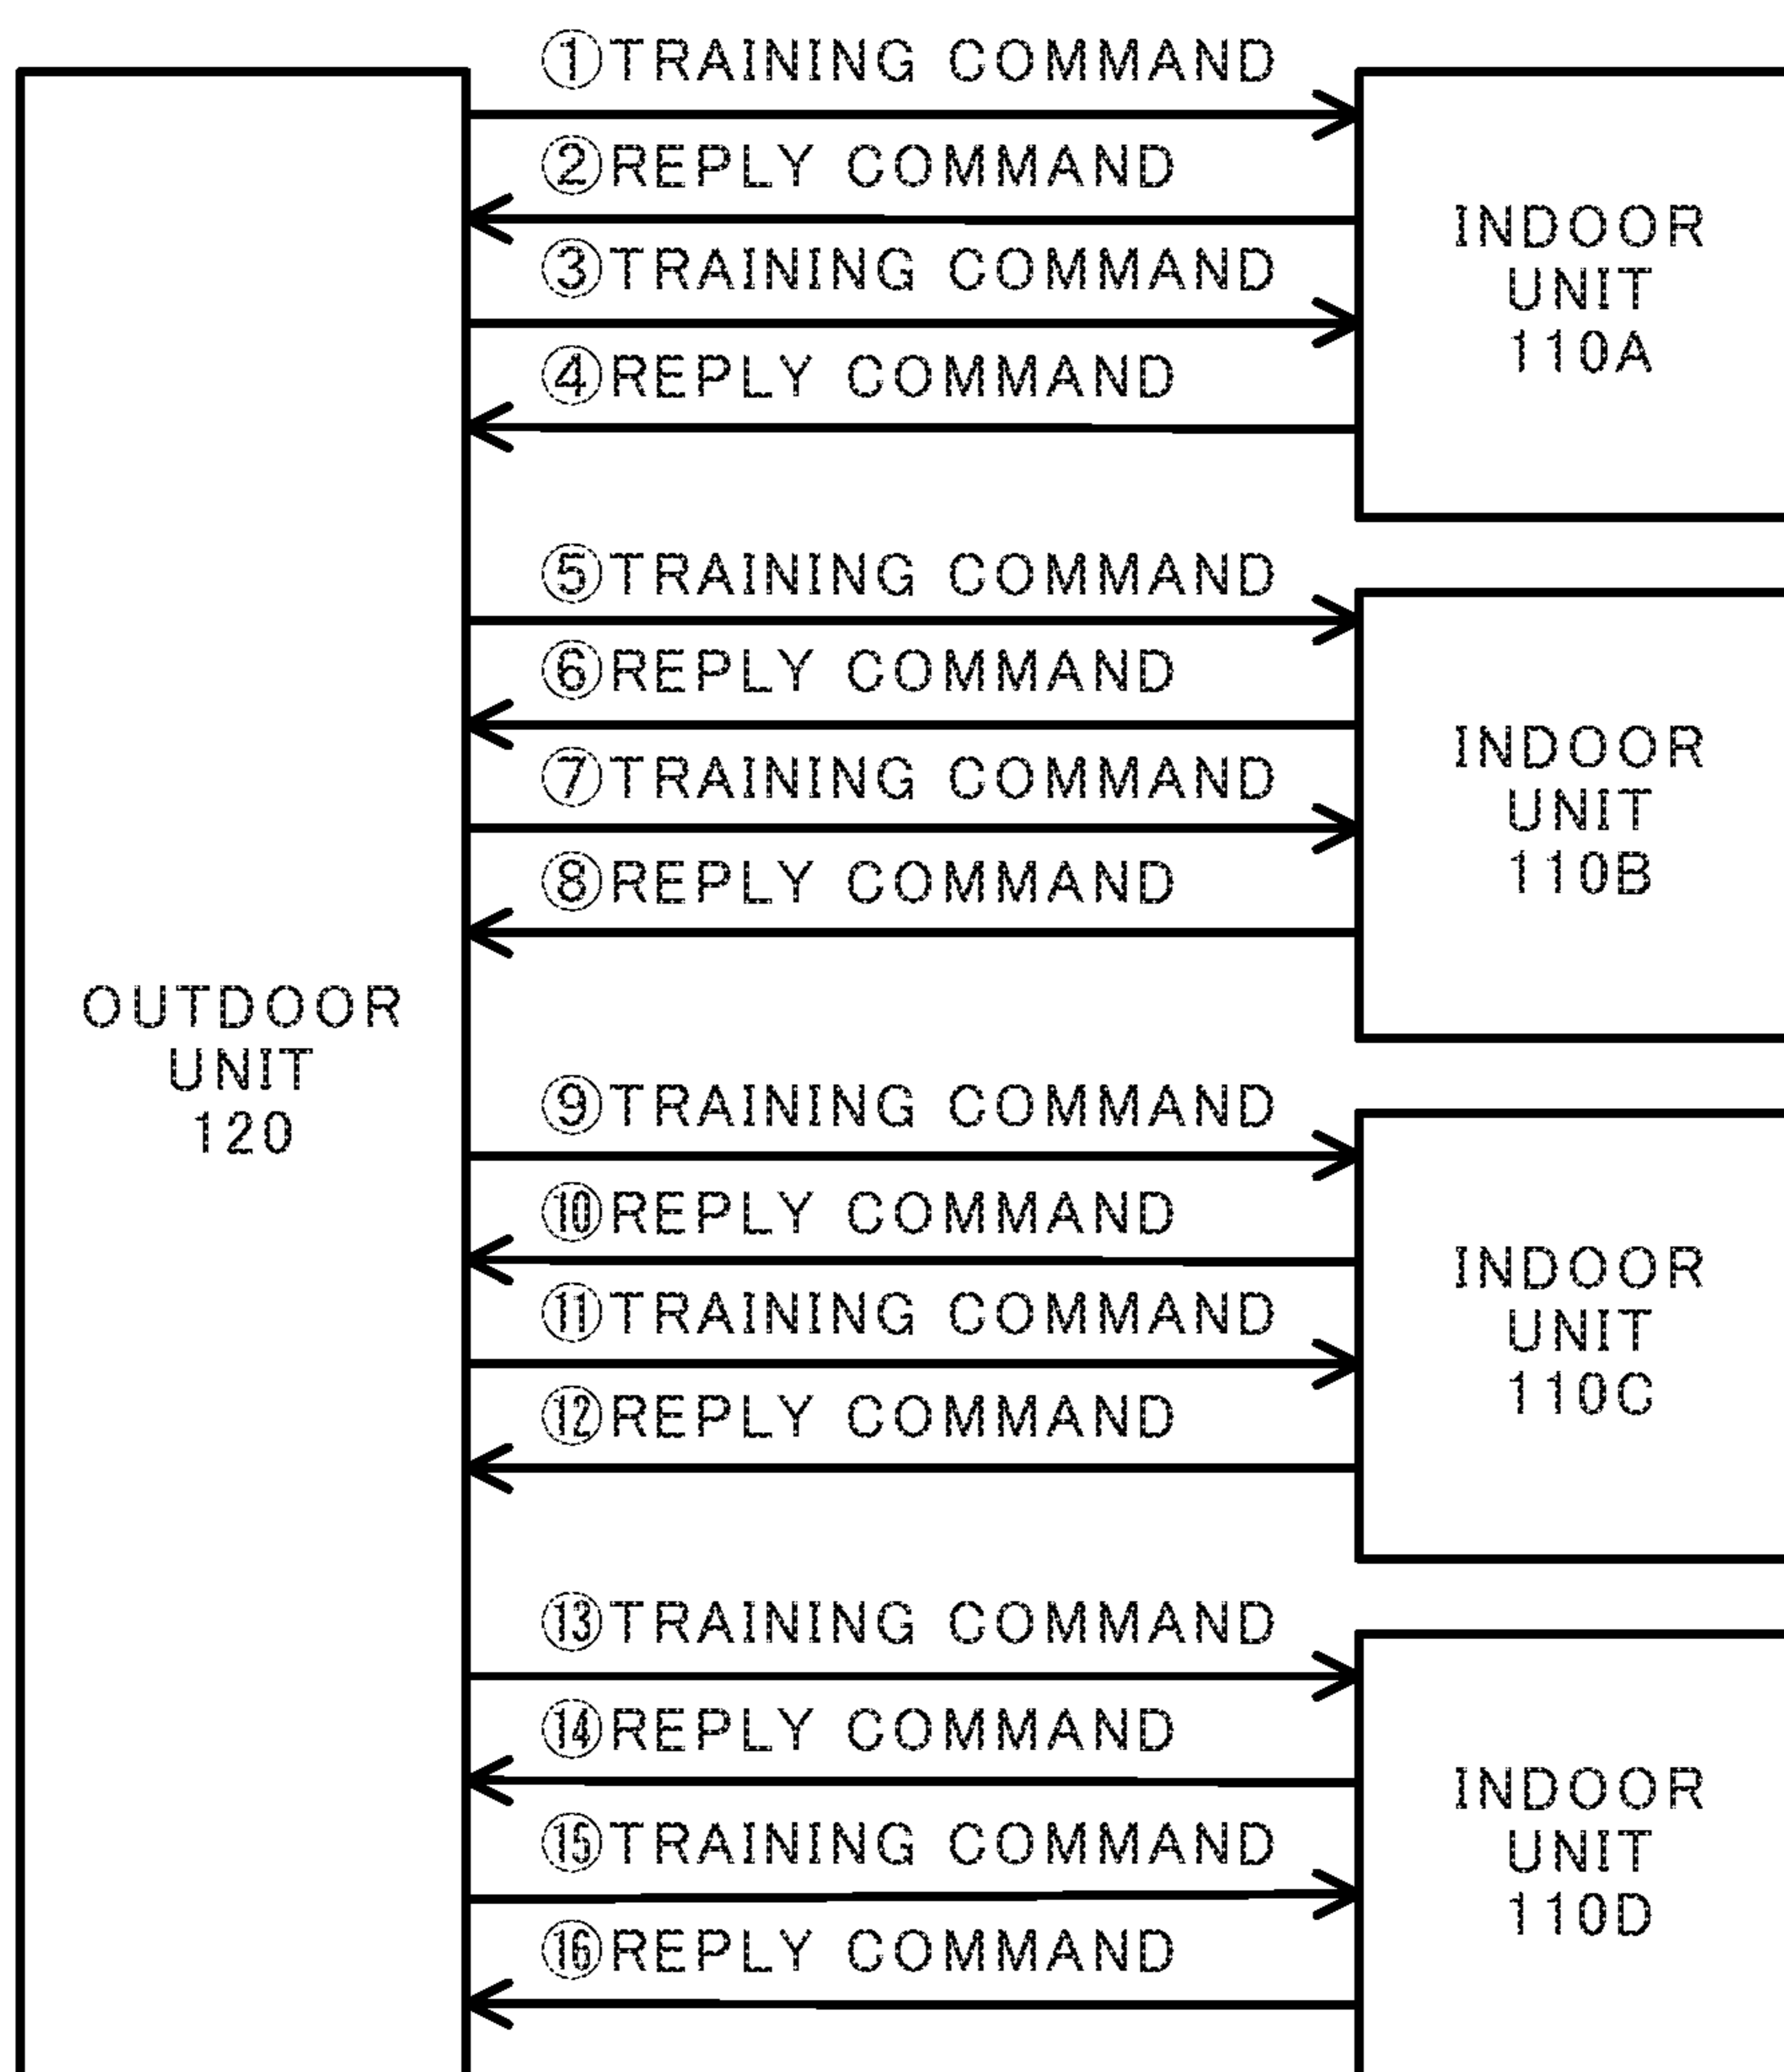 ①TRAINING COMMAND
②REPLY COMMAND
③TRAINING COMMAND
④REPLY COMMAND
INDOOR
UNIT
110A
⑤TRAINING COMMAND
⑥REPLY COMMAND
⑦TRAINING COMMAND
⑧REPLY COMMAND
INDOOR
UNIT
110B
OUTDOOR
UNIT
120
⑨TRAINING COMMAND
⑩REPLY COMMAND
⑪TRAINING COMMAND
⑫REPLY COMMAND
INDOOR
UNIT
110C
⑬TRAINING COMMAND
⑭REPLY COMMAND
⑮TRAINING COMMAND
⑯REPLY COMMAND
INDOOR
UNIT
110D